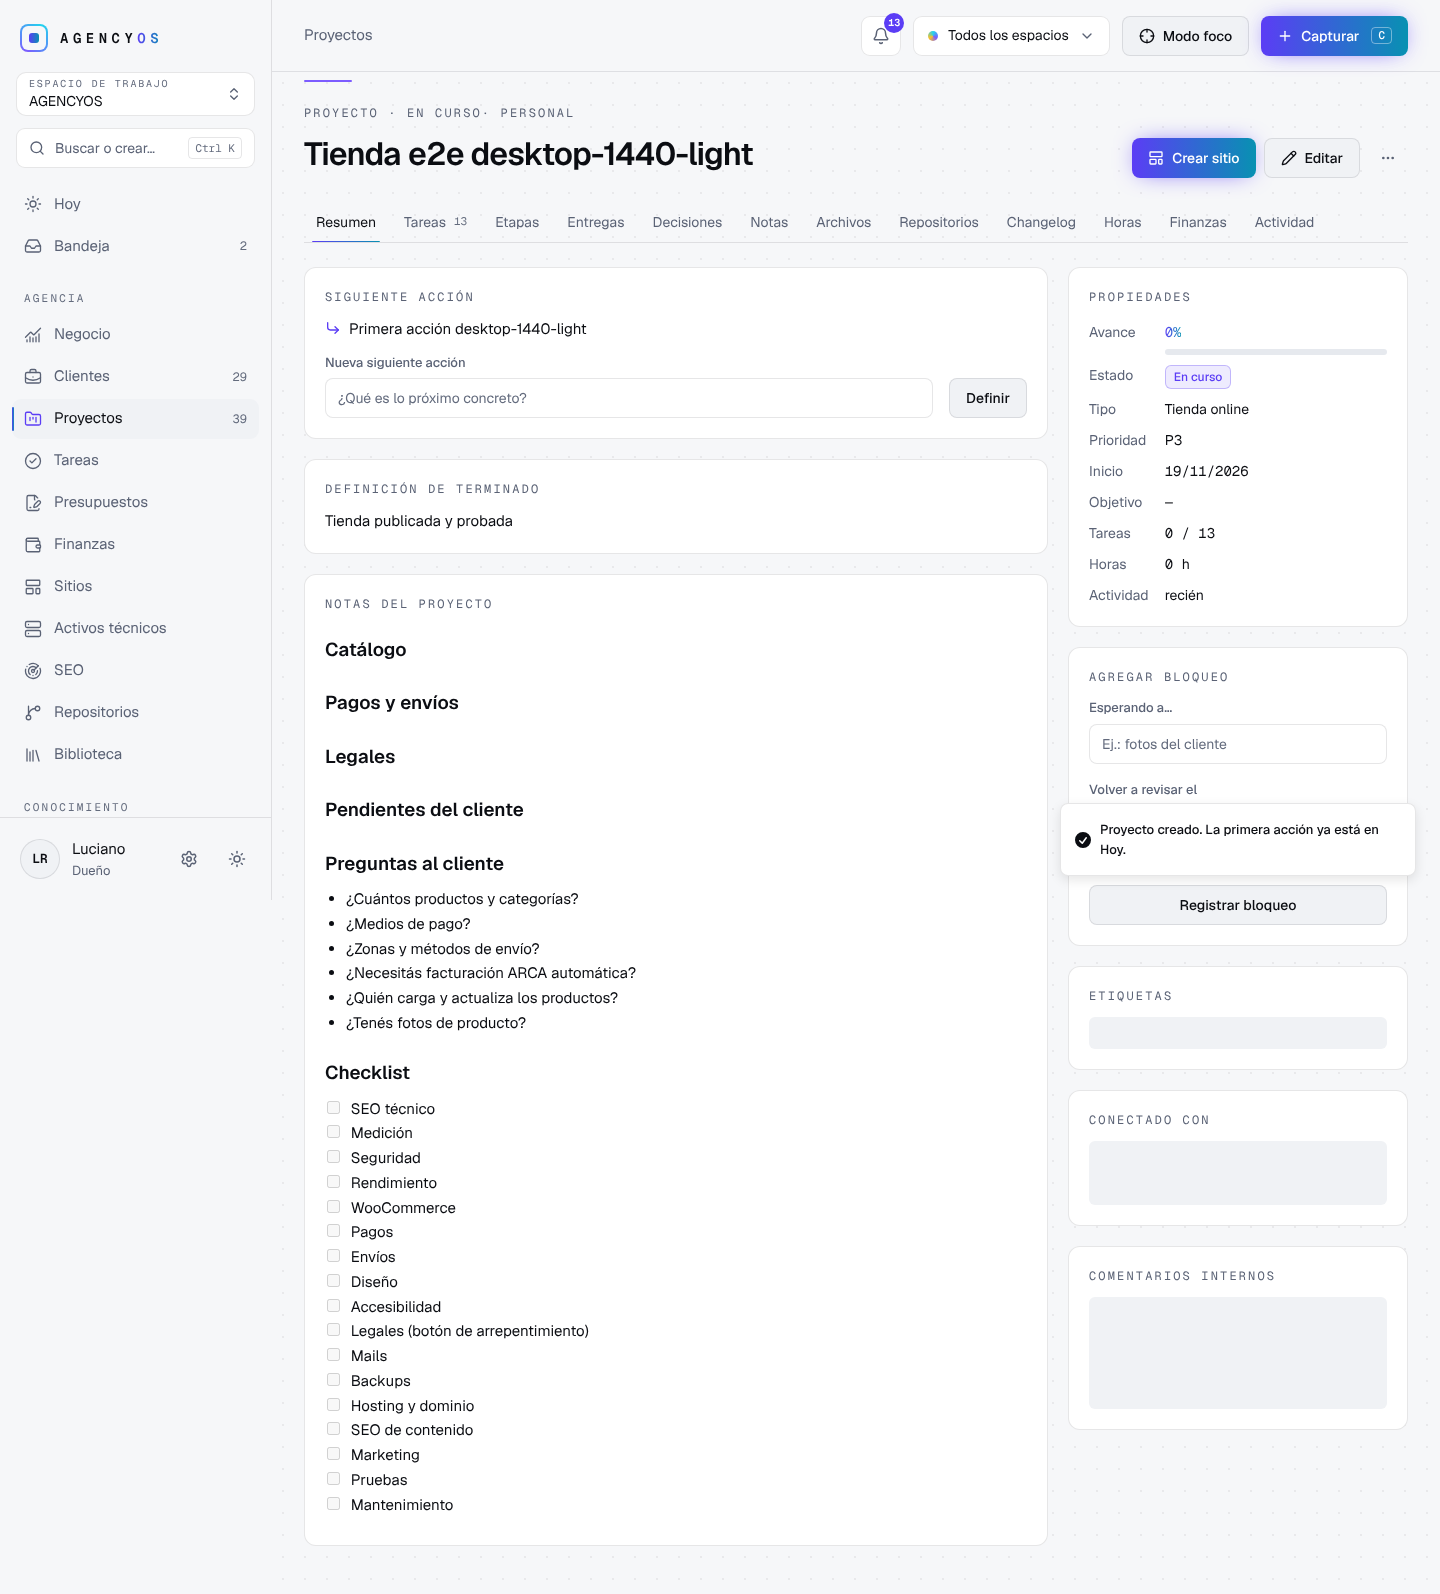 AGENCYOS
ESPACIO DE TRABAJO
AGENCYOS
Buscar o crear… Ctrl K
Hoy
Bandeja 2
AGENCIA
Negocio
Clientes 29
Proyectos 39
Tareas
Presupuestos
Finanzas
Sitios
Activos técnicos
SEO
Repositorios
Biblioteca
CONOCIMIENTO
LR
Luciano
Dueño
Proyectos
13
Todos los espacios
Modo foco
Capturar C
PROYECTO · EN CURSO· PERSONAL
Tienda e2e desktop-1440-light
Crear sitio
Editar
Resumen Tareas 13 Etapas Entregas Decisiones Notas Archivos Repositorios Changelog Horas Finanzas Actividad
SIGUIENTE ACCIÓN
Primera acción desktop-1440-light
Nueva siguiente acción
¿Qué es lo próximo concreto?
Definir
DEFINICIÓN DE TERMINADO
Tienda publicada y probada
NOTAS DEL PROYECTO
Catálogo
Pagos y envíos
Legales
Pendientes del cliente
Preguntas al cliente
• ¿Cuántos productos y categorías?
• ¿Medios de pago?
• ¿Zonas y métodos de envío?
• ¿Necesitás facturación ARCA automática?
• ¿Quién carga y actualiza los productos?
• ¿Tenés fotos de producto?
Checklist
SEO técnico
Medición
Seguridad
Rendimiento
WooCommerce
Pagos
Envíos
Diseño
Accesibilidad
Legales (botón de arrepentimiento)
Mails
Backups
Hosting y dominio
SEO de contenido
Marketing
Pruebas
Mantenimiento
PROPIEDADES
Avance 0%
Estado En curso
Tipo Tienda online
Prioridad P3
Inicio 19/11/2026
Objetivo —
Tareas 0 / 13
Horas 0 h
Actividad recién
AGREGAR BLOQUEO
Esperando a…
Ej.: fotos del cliente
Volver a revisar el
Proyecto creado. La primera acción ya está en
Hoy.
Registrar bloqueo
ETIQUETAS
CONECTADO CON
COMENTARIOS INTERNOS